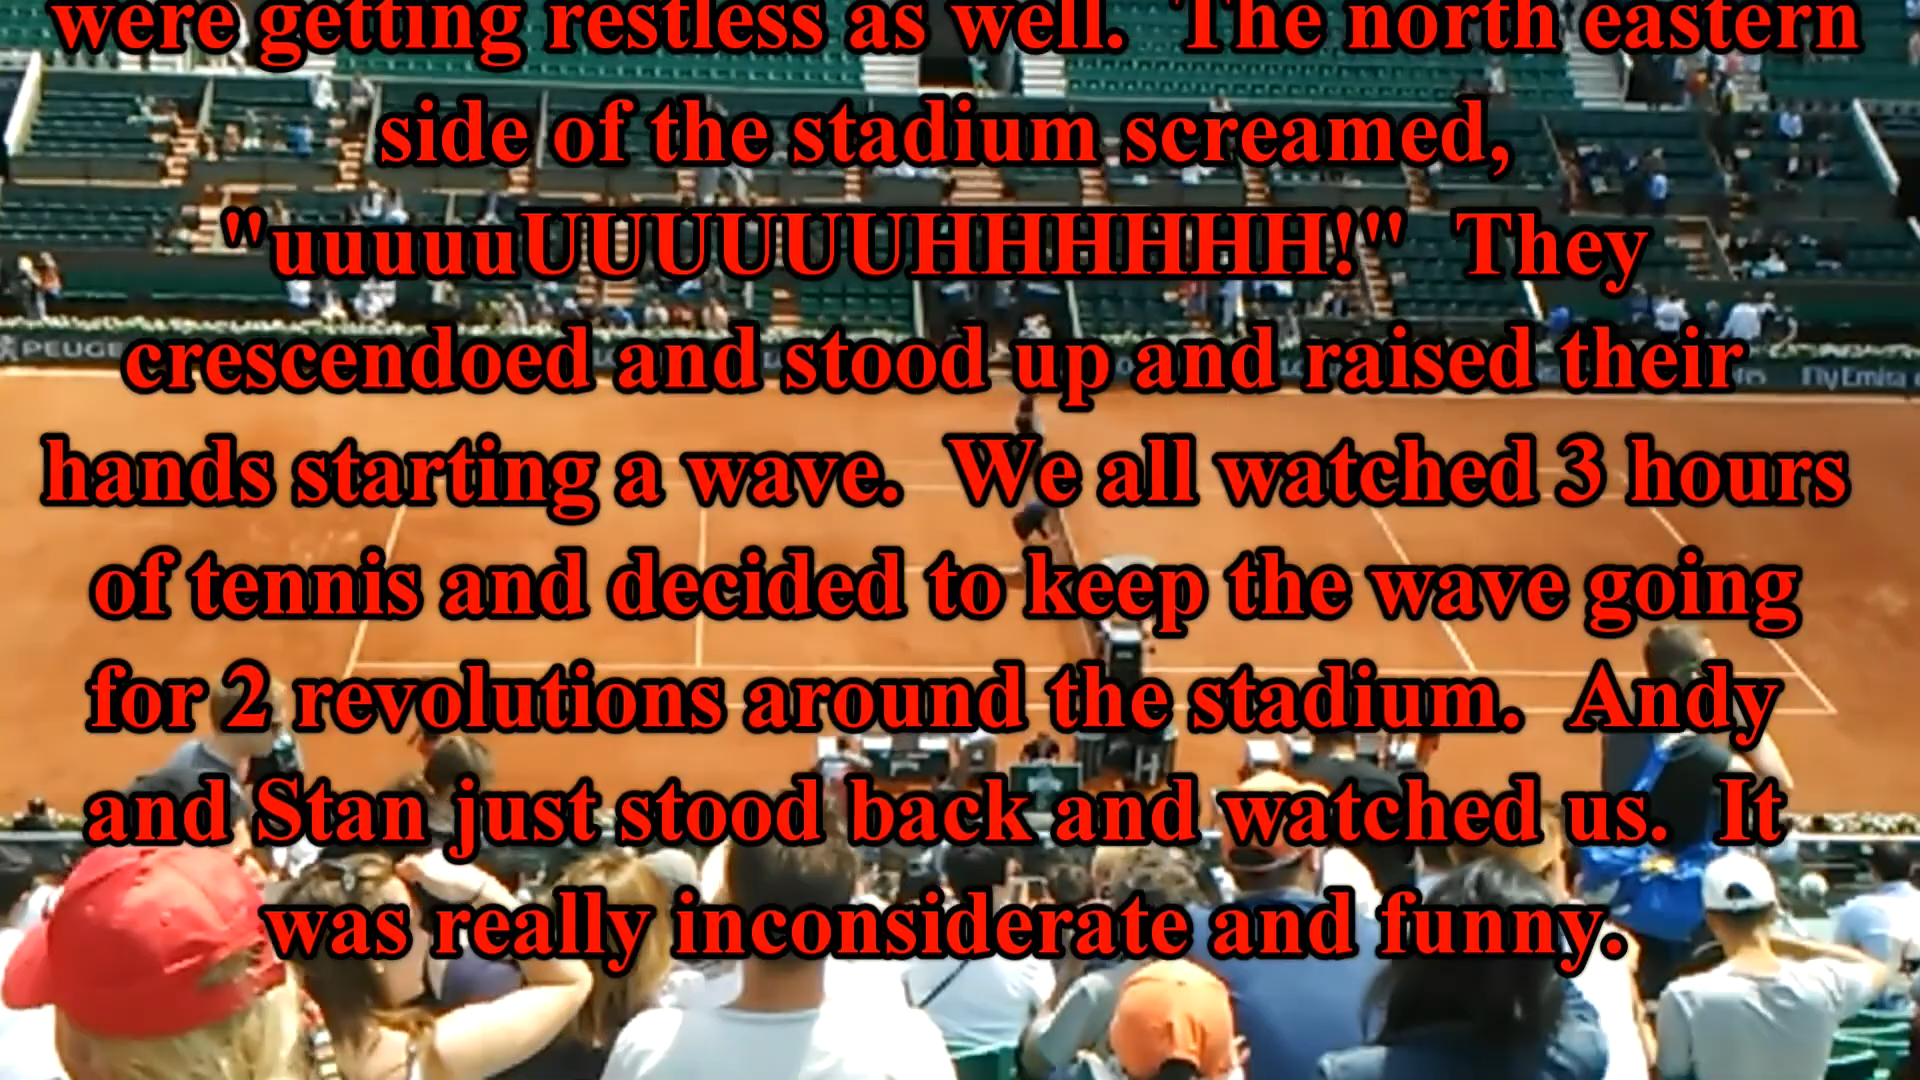 were getting restless as well.  The north eastern
side of the stadium screamed,
"uuuuuUUUUUUHHHHHH!"  They
crescendoed and stood up and raised their
hands starting a wave.  We all watched 3 hours
of tennis and decided to keep the wave going
for 2 revolutions around the stadium.  Andy
and Stan just stood back and watched us.  It
was really inconsiderate and funny.
FlyEmira